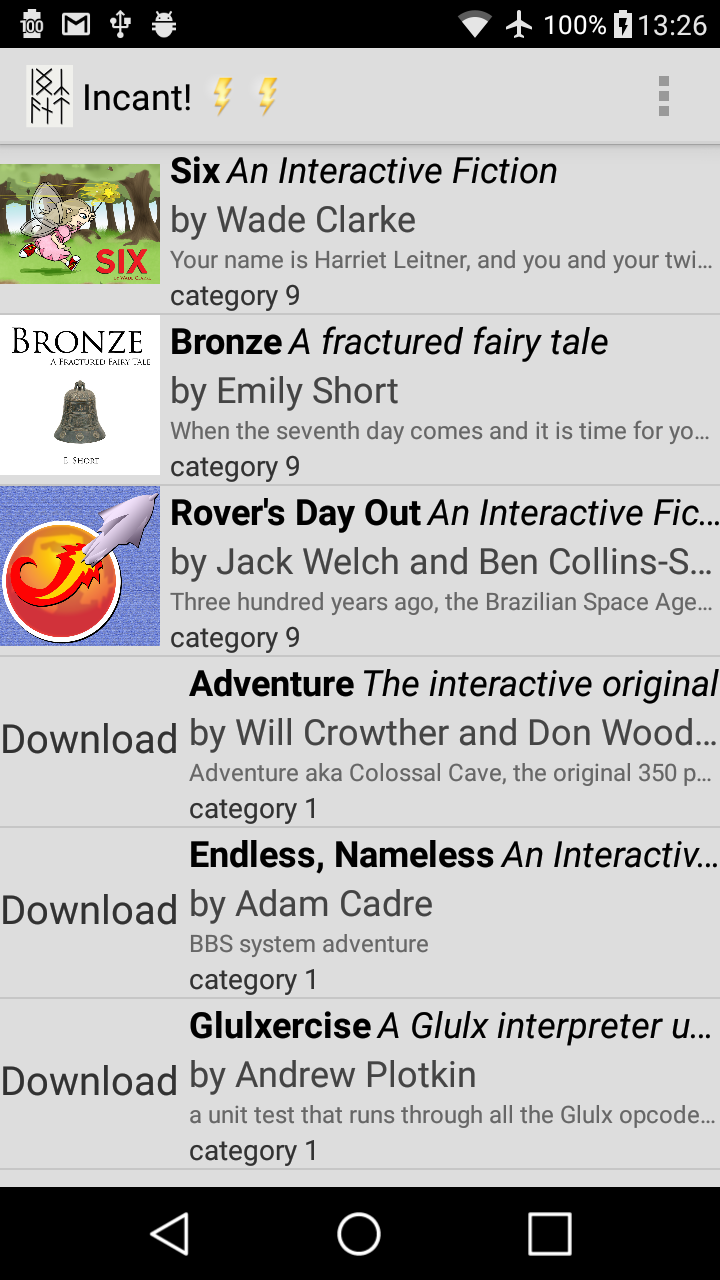 100 100% 13:26
Incant!
Six An Interactive Fiction
by Wade Clarke
Your name is Harriet Leitner, and you and your twi…
category 9
SIX
BRONZE
A FRACTURED FAIRY TALE
E. SHORT
Bronze A fractured fairy tale
by Emily Short
When the seventh day comes and it is time for yo…
category 9
Rover's Day Out An Interactive Fic…
by Jack Welch and Ben Collins-S…
Three hundred years ago, the Brazilian Space Age…
category 9
Download
Adventure The interactive original
by Will Crowther and Don Wood…
Adventure aka Colossal Cave, the original 350 p…
category 1
Download
Endless, Nameless An Interactiv…
by Adam Cadre
BBS system adventure
category 1
Download
Glulxercise A Glulx interpreter u…
by Andrew Plotkin
a unit test that runs through all the Glulx opcode…
category 1